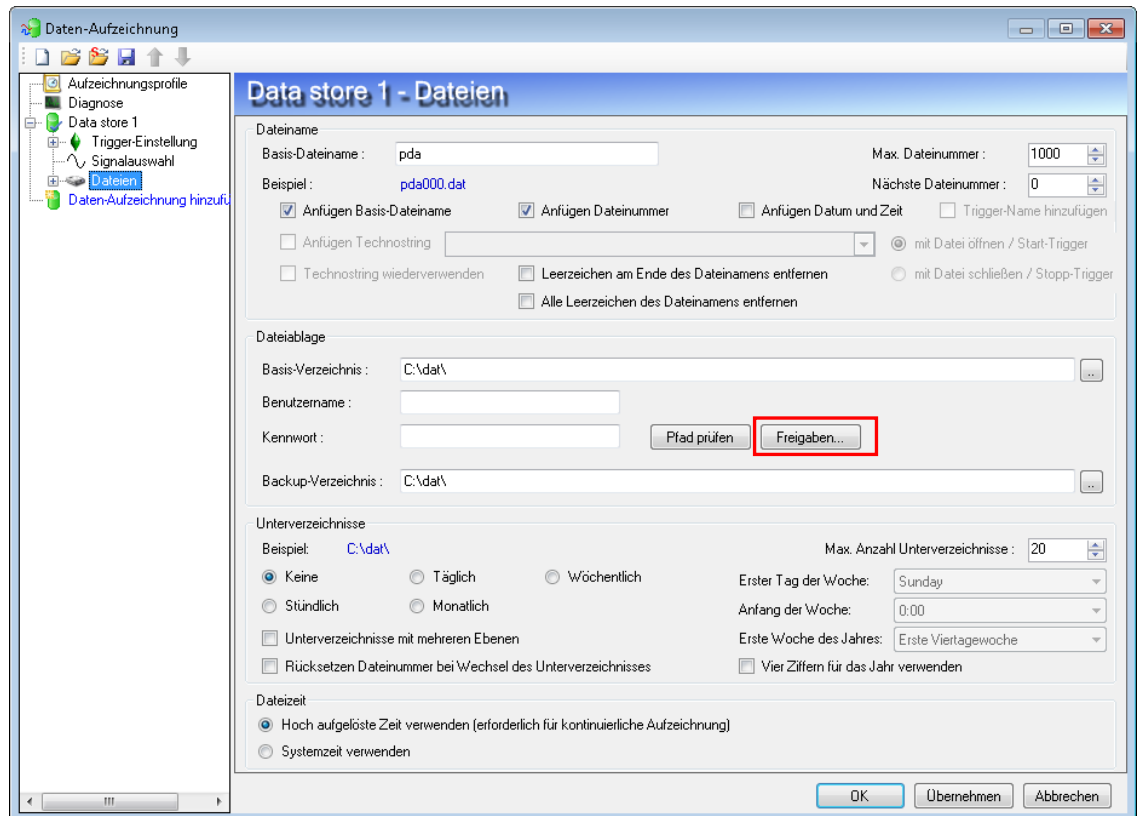 Daten-Aufzeichnung
Aufzeichnungsprofile
Diagnose
Data store 1
Trigger-Einstellung
Signalauswahl
Dateien
Daten-Aufzeichnung hinzufü
Data store 1 - Dateien
Dateiname
Basis-Dateiname : pda Max. Dateinummer : 1000
Beispiel : pda000.dat Nächste Dateinummer : 0
Anfügen Basis-Dateiname Anfügen Dateinummer Anfügen Datum und Zeit Trigger-Name hinzufügen
Anfügen Technostring mit Datei öffnen / Start-Trigger
Technostring wiederverwenden Leerzeichen am Ende des Dateinamens entfernen mit Datei schließen / Stopp-Trigger
Alle Leerzeichen des Dateinamens entfernen
Dateiablage
Basis-Verzeichnis : C:\dat\ ..
Benutzername :
Kennwort : Pfad prüfen Freigaben...
Backup-Verzeichnis : C:\dat\ ..
Unterverzeichnisse
Beispiel: C:\dat\ Max. Anzahl Unterverzeichnisse : 20
Keine Täglich Wöchentlich Erster Tag der Woche: Sunday
Stündlich Monatlich Anfang der Woche: 0:00
Unterverzeichnisse mit mehreren Ebenen Erste Woche des Jahres: Erste Viertagewoche
Rücksetzen Dateinummer bei Wechsel des Unterverzeichnisses Vier Ziffern für das Jahr verwenden
Dateizeit
Hoch aufgelöste Zeit verwenden (erforderlich für kontinuierliche Aufzeichnung)
Systemzeit verwenden
OK Übernehmen Abbrechen